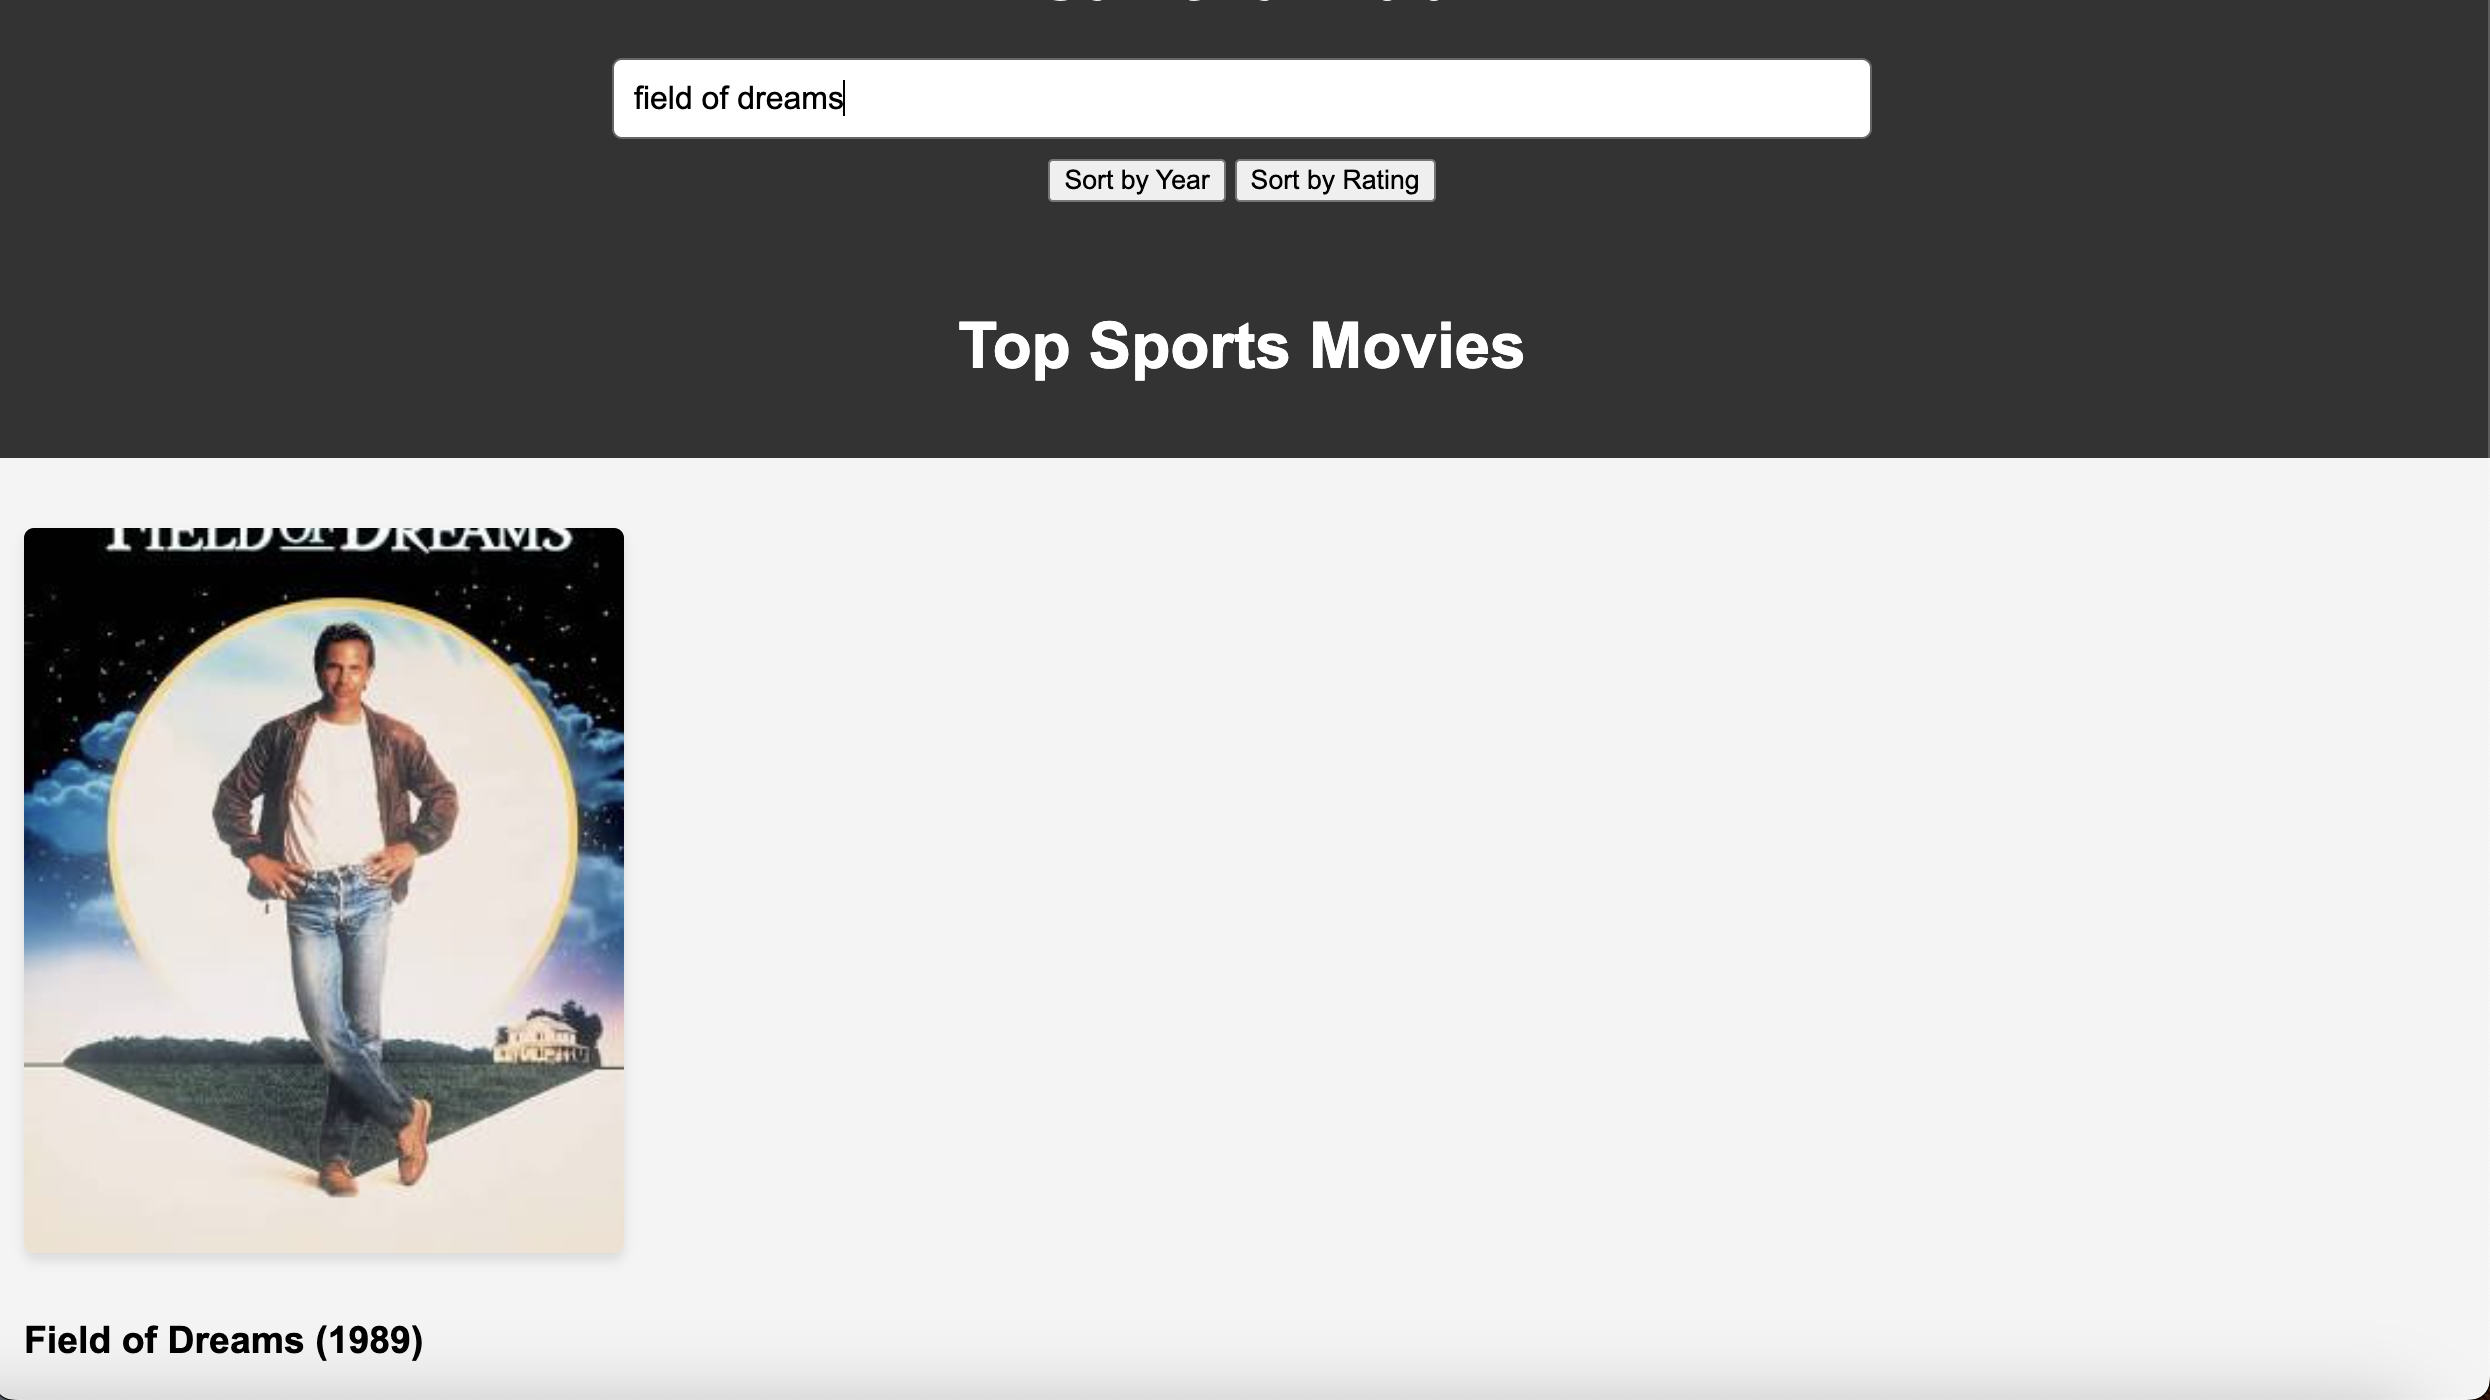 field of dreams
Sort by Year Sort by Rating
Top Sports Movies
FIELD OF DREAMS
Field of Dreams (1989)